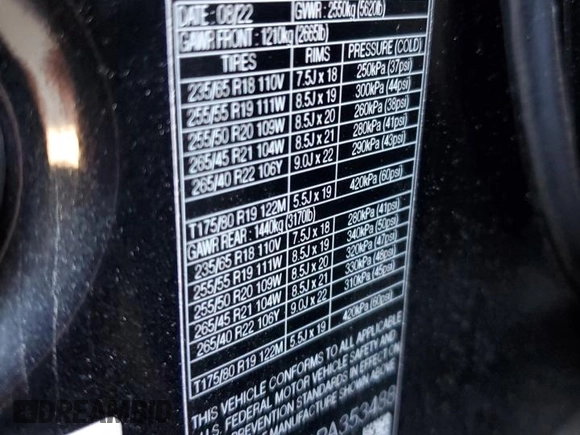 DATE : 08/22 GVWR : 2550kg (5620lb)
GAWR FRONT : 1210kg (2665lb)
TIRES RIMS PRESSURE (COLD)
235/65 R18 110V 7.5J x 18 250kPa (37psi)
255/55 R19 111W 8.5J x 19 300kPa (44psi)
255/50 R20 109W 8.5J x 20 260kPa (38psi)
265/45 R21 104W 8.5J x 21 280kPa (41psi)
265/40 R22 106Y 9.0J x 22 290kPa (43psi)
T175/80 R19 122M 5.5J x 19 420kPa (60psi)
GAWR REAR : 1440kg (3170lb)
235/65 R18 110V 7.5J x 18 280kPa (41psi)
255/55 R19 111W 8.5J x 19 340kPa (50psi)
255/50 R20 109W 8.5J x 20 320kPa (47psi)
265/45 R21 104W 8.5J x 21 330kPa (48psi)
265/40 R22 106Y 9.0J x 22 310kPa (45psi)
T175/80 R19 122M 5.5J x 19 420kPa (60psi)
THIS VEHICLE CONFORMS TO ALL APPLICABLE
U.S. FEDERAL MOTOR VEHICLE SAFETY AND
PREVENTION STANDARDS IN EFFECT ON
SHOWN ABOVE
DIDNTWANT